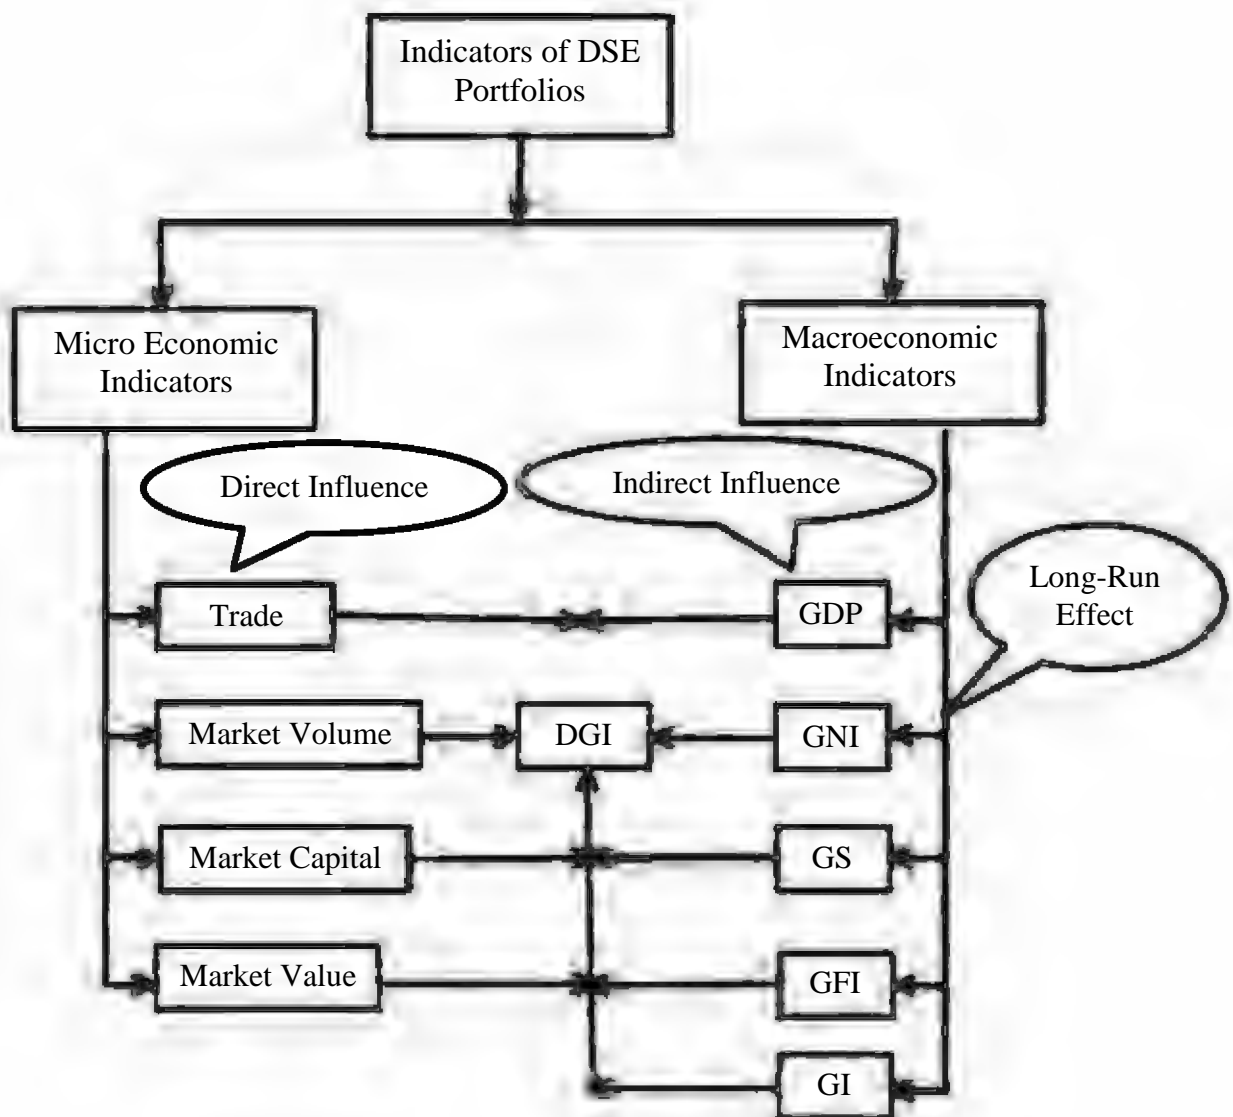 Indicators of DSE
Portfolios
Micro Economic
Indicators
Macroeconomic
Indicators
Direct Influence
Indirect Influence
Long-Run
Effect
Trade
GDP
Market Volume
DGI
GNI
Market Capital
GS
Market Value
GFI
GI